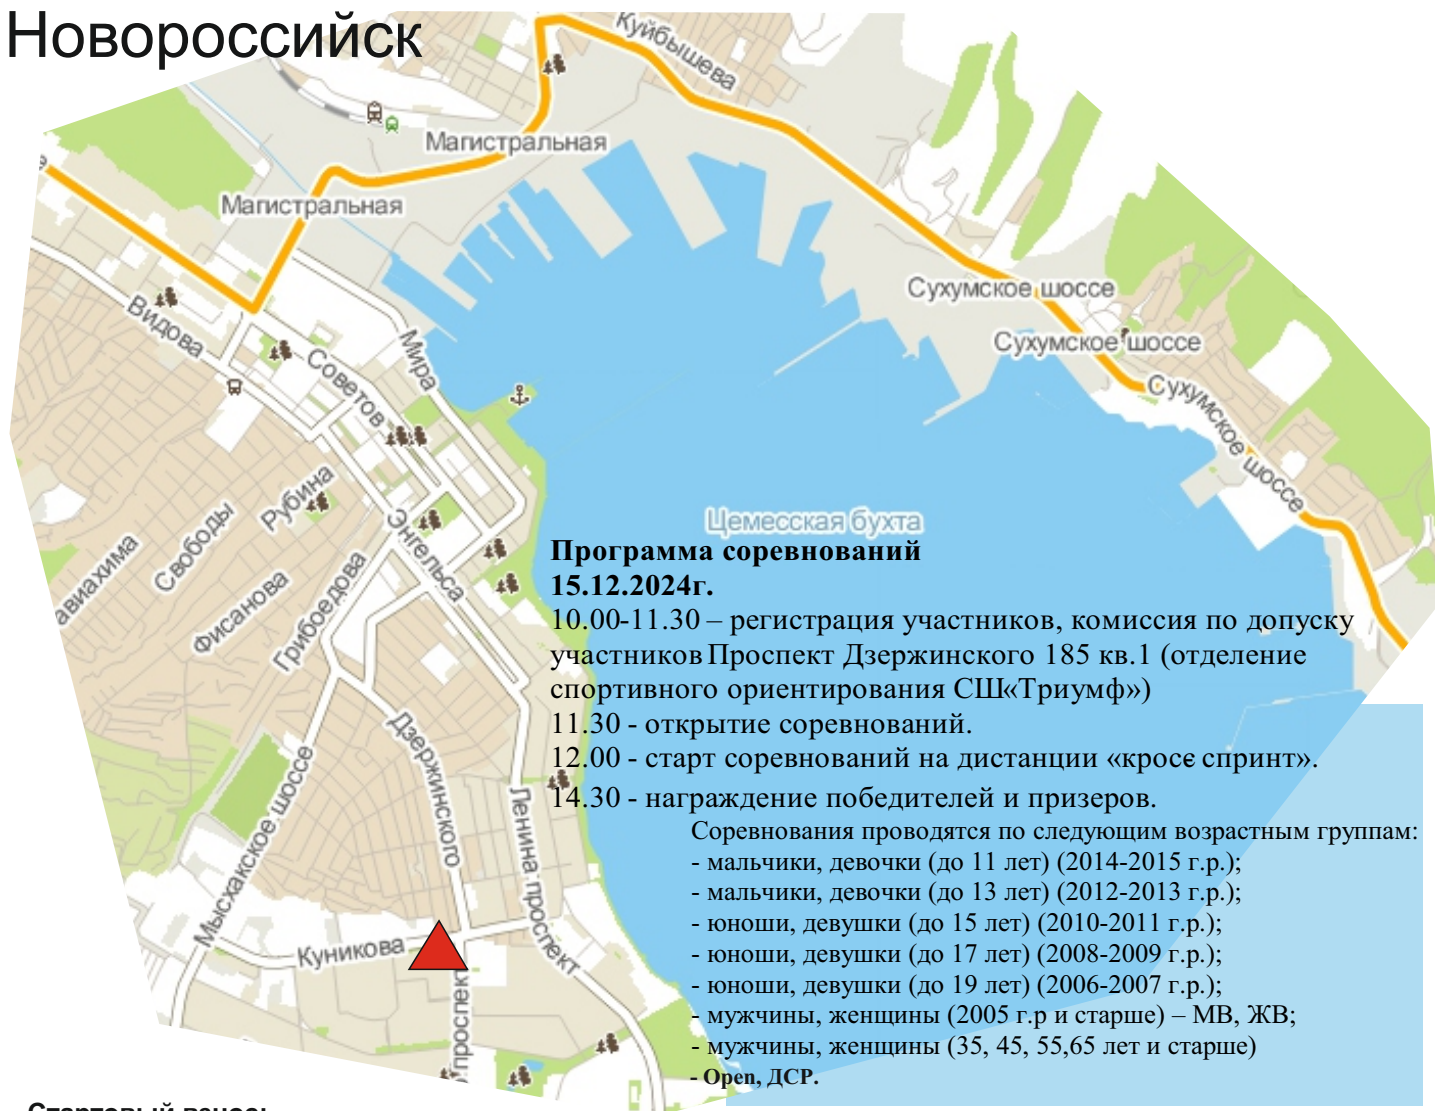 Новороссийск
Куйбышева
Магистральная
Магистральная
Сухумское шоссе
Сухумское шоссе
Сухумское шоссе
Видова
Мира
Советов
Рубина
Свободы
авиахима
Энгельса
Фисанова
Грибоедова
Цемесская бухта
Программа соревнований
15.12.2024г.
10.00-11.30 – регистрация участников, комиссия по допуску
участников Проспект Дзержинского 185 кв.1 (отделение
спортивного ориентирования СШ«Триумф»)
11.30 - открытие соревнований.
12.00 - старт соревнований на дистанции «кросс спринт».
14.30 - награждение победителей и призеров.
Соревнования проводятся по следующим возрастным группам:
- мальчики, девочки (до 11 лет) (2014-2015 г.р.);
- мальчики, девочки (до 13 лет) (2012-2013 г.р.);
- юноши, девушки (до 15 лет) (2010-2011 г.р.);
- юноши, девушки (до 17 лет) (2008-2009 г.р.);
- юноши, девушки (до 19 лет) (2006-2007 г.р.);
- мужчины, женщины (2005 г.р и старше) – МВ, ЖВ;
- мужчины, женщины (35, 45, 55,65 лет и старше)
- Open, ДСР.
Дзержинского
Ленина проспект
Мысхакское шоссе
Куникова
проспект